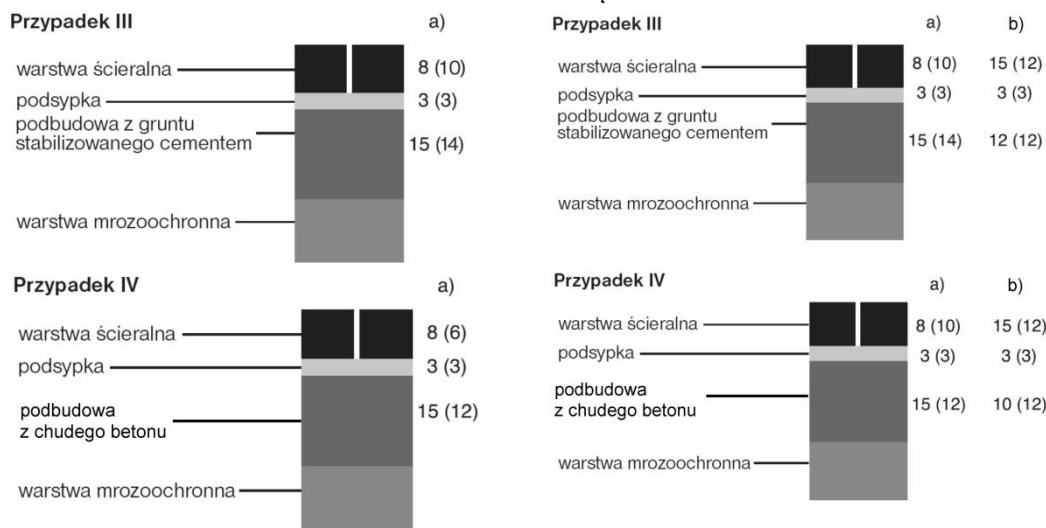 Przypadek III a)
warstwa ścieralna 8 (10)
podsypka 3 (3)
podbudowa z gruntu
stabilizowanego cementem 15 (14)
warstwa mrozoochronna
Przypadek IV a)
warstwa ścieralna 8 (6)
podsypka 3 (3)
podbudowa
z chudego betonu 15 (12)
warstwa mrozoochronna
Przypadek III a) b)
warstwa ścieralna 8 (10) 15 (12)
podsypka 3 (3) 3 (3)
podbudowa z gruntu
stabilizowanego cementem 15 (14) 12 (12)
warstwa mrozoochronna
Przypadek IV a) b)
warstwa ścieralna 8 (10) 15 (12)
podsypka 3 (3) 3 (3)
podbudowa
z chudego betonu 15 (12) 10 (12)
warstwa mrozoochronna